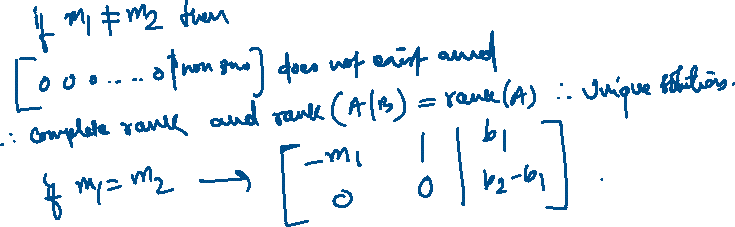 if m₁ ≠ m₂ then
[0 0 0 .... 0 | non zero] does not exist and
∴ complete rank and rank (A|B) = rank(A) ∴ Unique solutions.
if m₁ = m₂ → [ -m₁ 1 | b₁
0 0 | b₂-b₁ ] .